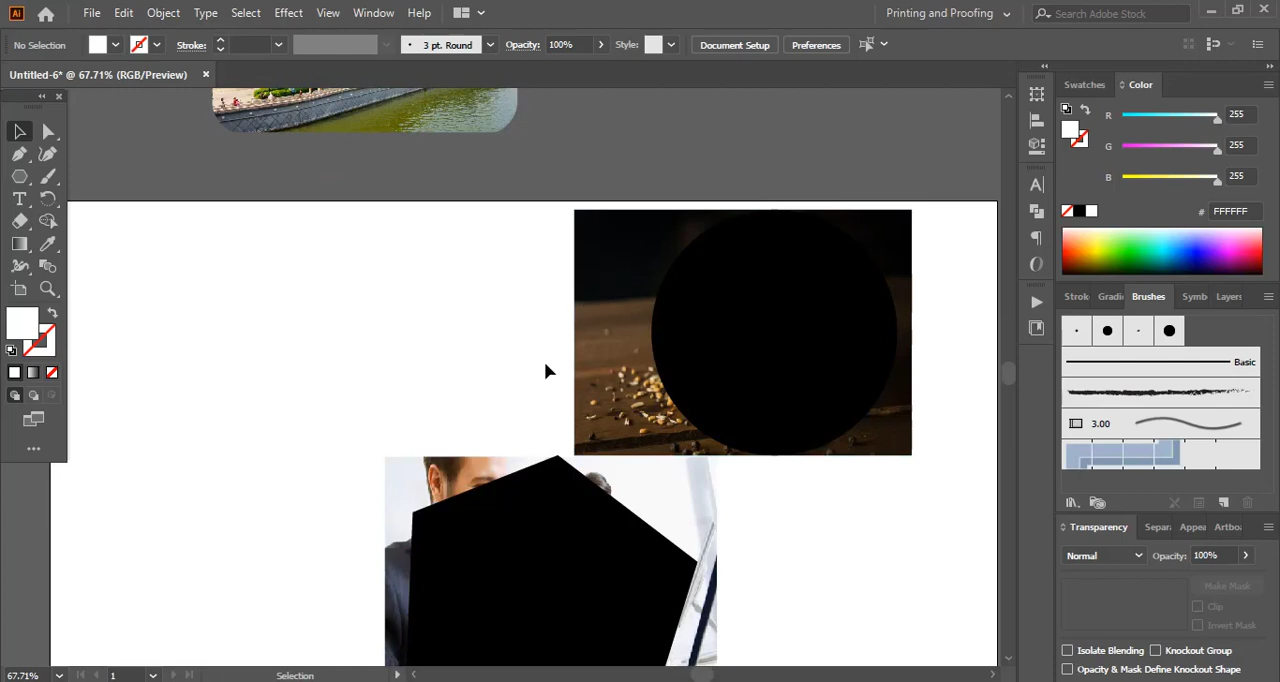 Ai File Edit Object Type Select Effect View Window Help Printing and Proofing Search Adobe Stock
No Selection Stroke: 3 pt. Round Opacity: 100% Style: Document Setup Preferences
Untitled-6* @ 67.71% (RGB/Preview)
Swatches Color
R 255
G 255
B 255
# FFFFFF
Strok Gradi Brushes Symb Layers
Basic
3.00
Transparency Separ Appea Artboa
Normal Opacity: 100%
Make Mask
Clip
Invert Mask
Isolate Blending Knockout Group
Opacity & Mask Define Knockout Shape
67.71% 1 Selection